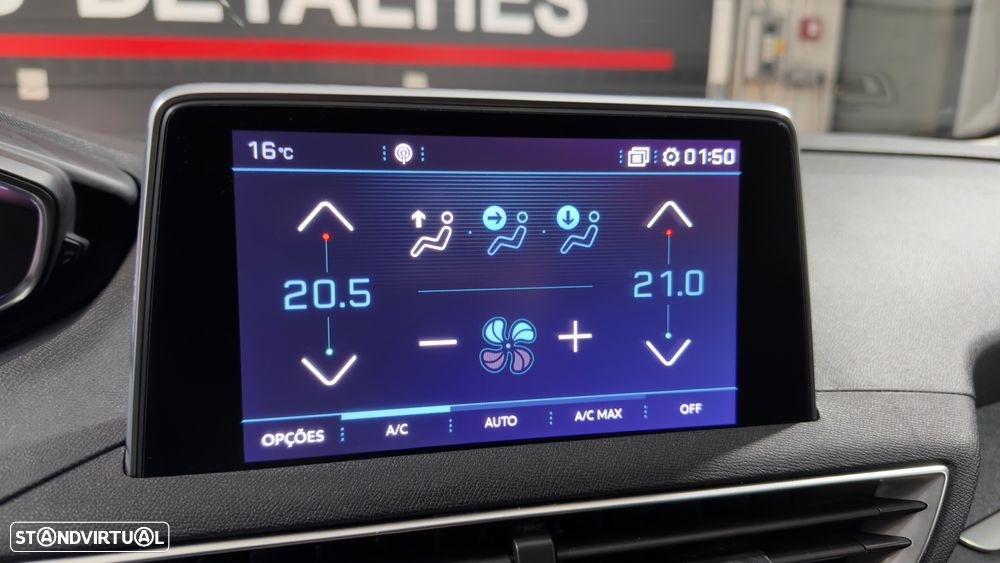 DETALHES
16°C
01:50
20.5
21.0
OPÇÕES
A/C
AUTO
A/C MAX
OFF
STANDVIRTUAL